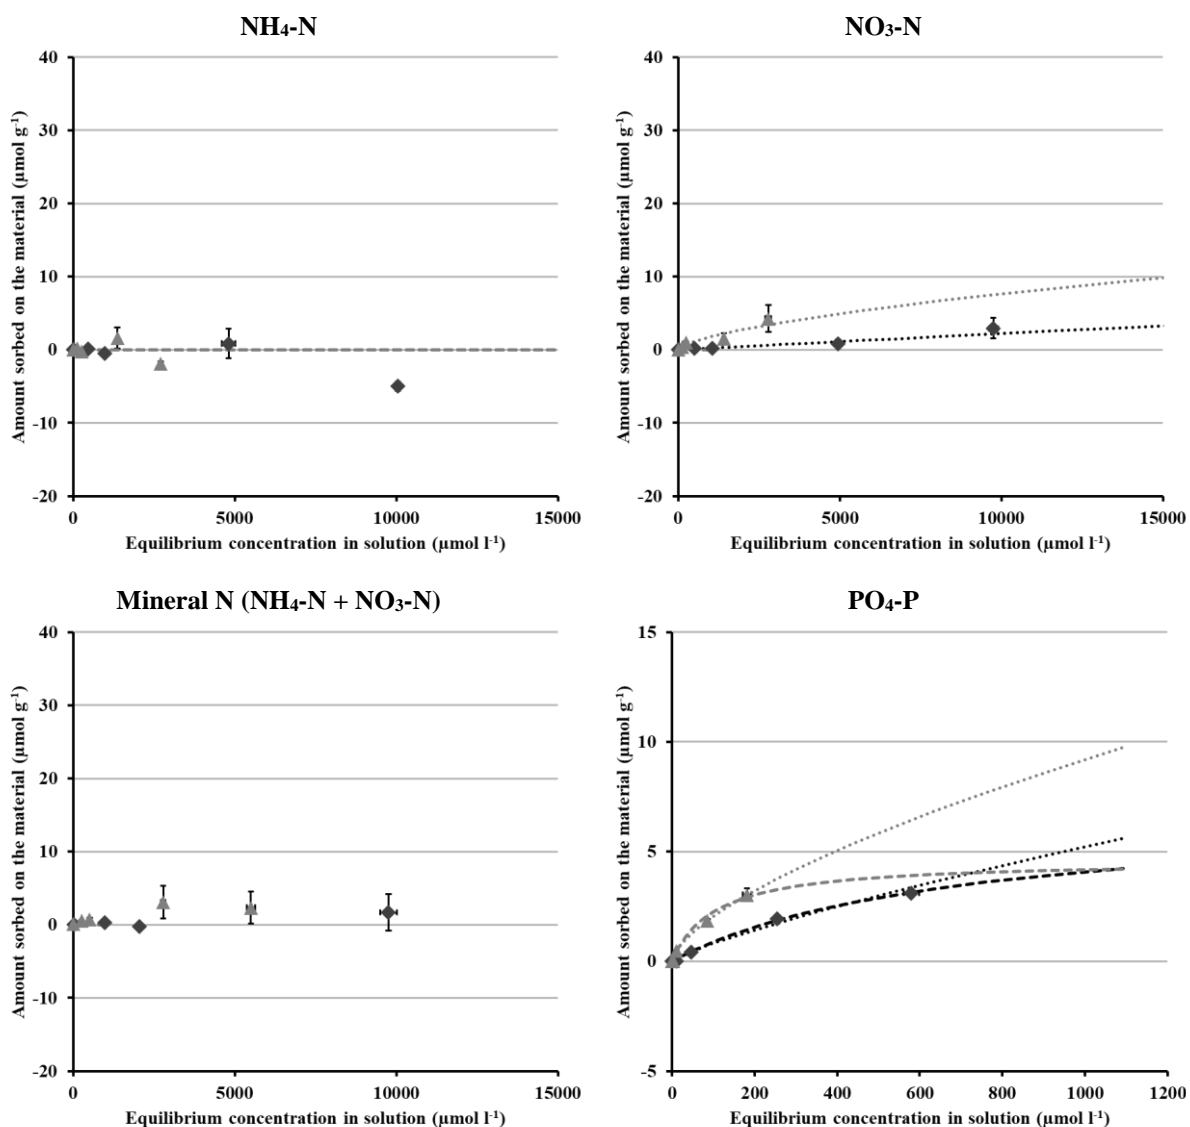 NH₄-N
40
30
20
10
0
-10
-20
0 5000 10000 15000
Amount sorbed on the material (µmol g⁻¹)
Equilibrium concentration in solution (µmol l⁻¹)
NO₃-N
40
30
20
10
0
-10
-20
0 5000 10000 15000
Amount sorbed on the material (µmol g⁻¹)
Equilibrium concentration in solution (µmol l⁻¹)
Mineral N (NH₄-N + NO₃-N)
40
30
20
10
0
-10
-20
0 5000 10000 15000
Amount sorbed on the material (µmol g⁻¹)
Equilibrium concentration in solution (µmol l⁻¹)
PO₄-P
15
10
5
0
-5
0 200 400 600 800 1000 1200
Amount sorbed on the material (µmol g⁻¹)
Equilibrium concentration in solution (µmol l⁻¹)